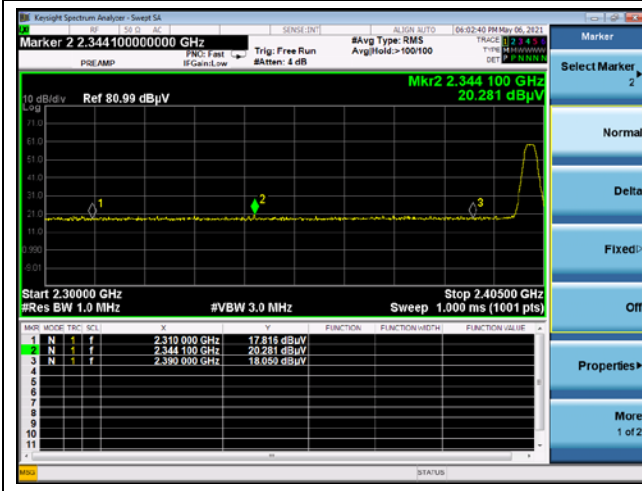 Keysight Spectrum Analyzer - Swept SA
RF 50 Ω AC SENSE:INT ALIGN AUTO 06:02:40 PM May 06, 2021
Marker 2 2.344100000000 GHz
PREAMP
PNO: Fast
IFGain:Low
Trig: Free Run
#Atten: 4 dB
#Avg Type: RMS
Avg|Hold:>100/100
TRACE 1 2 3 4 5 6
TYPE M
DET P P N N N N
Mkr2 2.344 100 GHz
20.281 dBµV
10 dB/div Ref 80.99 dBµV
Log
71.0
61.0
51.0
41.0
31.0
21.0
11.0
0.990
-9.01
1
2
3
Start 2.30000 GHz Stop 2.40500 GHz
#Res BW 1.0 MHz #VBW 3.0 MHz Sweep 1.000 ms (1001 pts)
MKR MODE TRC SCL X Y FUNCTION FUNCTION WIDTH FUNCTION VALUE
1 N 1 f 2.310 000 GHz 17.816 dBµV
2 N 1 f 2.344 100 GHz 20.281 dBµV
3 N 1 f 2.390 000 GHz 18.050 dBµV
4
5
6
7
8
9
10
11
MSG STATUS
Marker
Select Marker
2
Normal
Delta
Fixed
Off
Properties
More
1 of 2